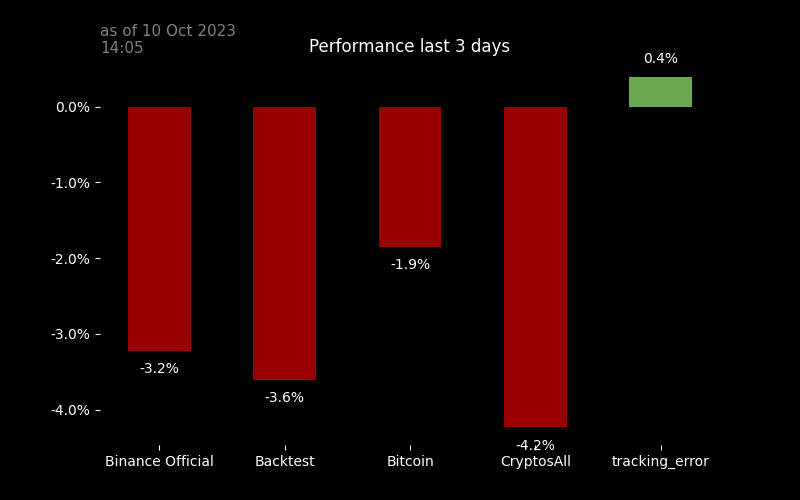 as of 10 Oct 2023
14:05
Performance last 3 days
0.4%
0.0%
-1.0%
-2.0%
-3.0%
-4.0%
-3.2%
-3.6%
-1.9%
-4.2%
Binance Official
Backtest
Bitcoin
CryptosAll
tracking_error